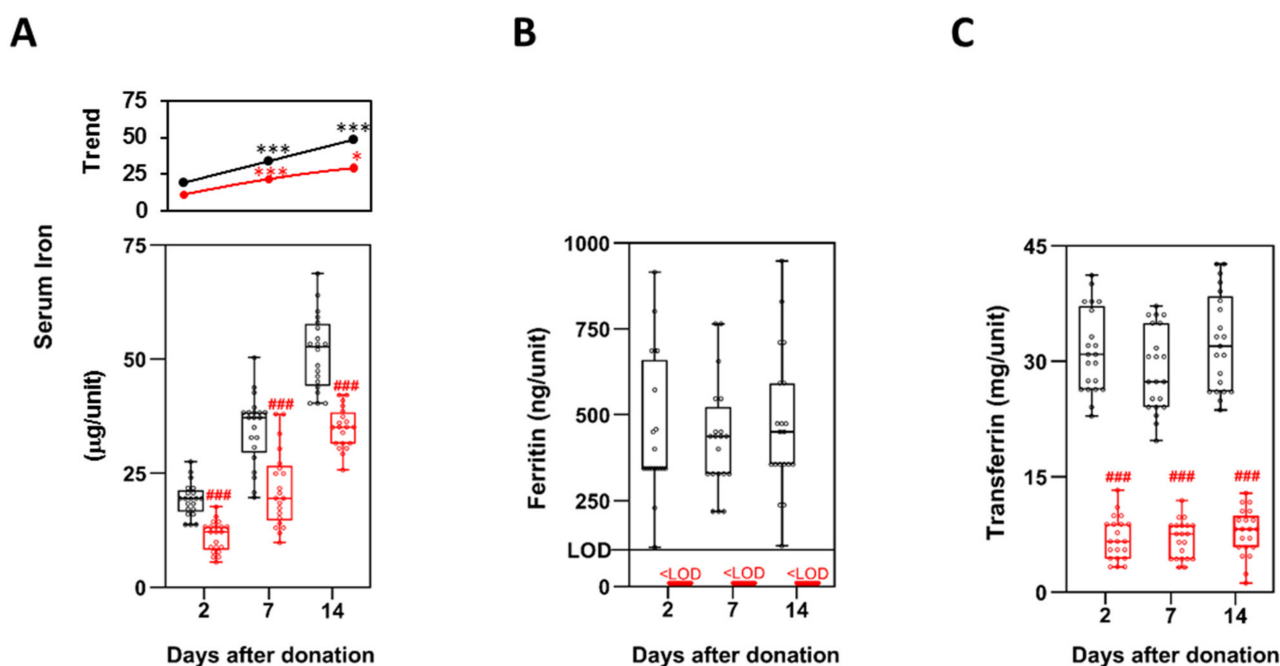 A
B
C
Trend
75
50
25
0
***
***
***
*
Serum Iron
(µg/unit)
75
50
25
0
###
###
###
2
7
14
Days after donation
Ferritin (ng/unit)
1000
750
500
250
LOD
0
<LOD
<LOD
<LOD
2
7
14
Days after donation
Transferrin (mg/unit)
45
30
15
0
###
###
###
2
7
14
Days after donation